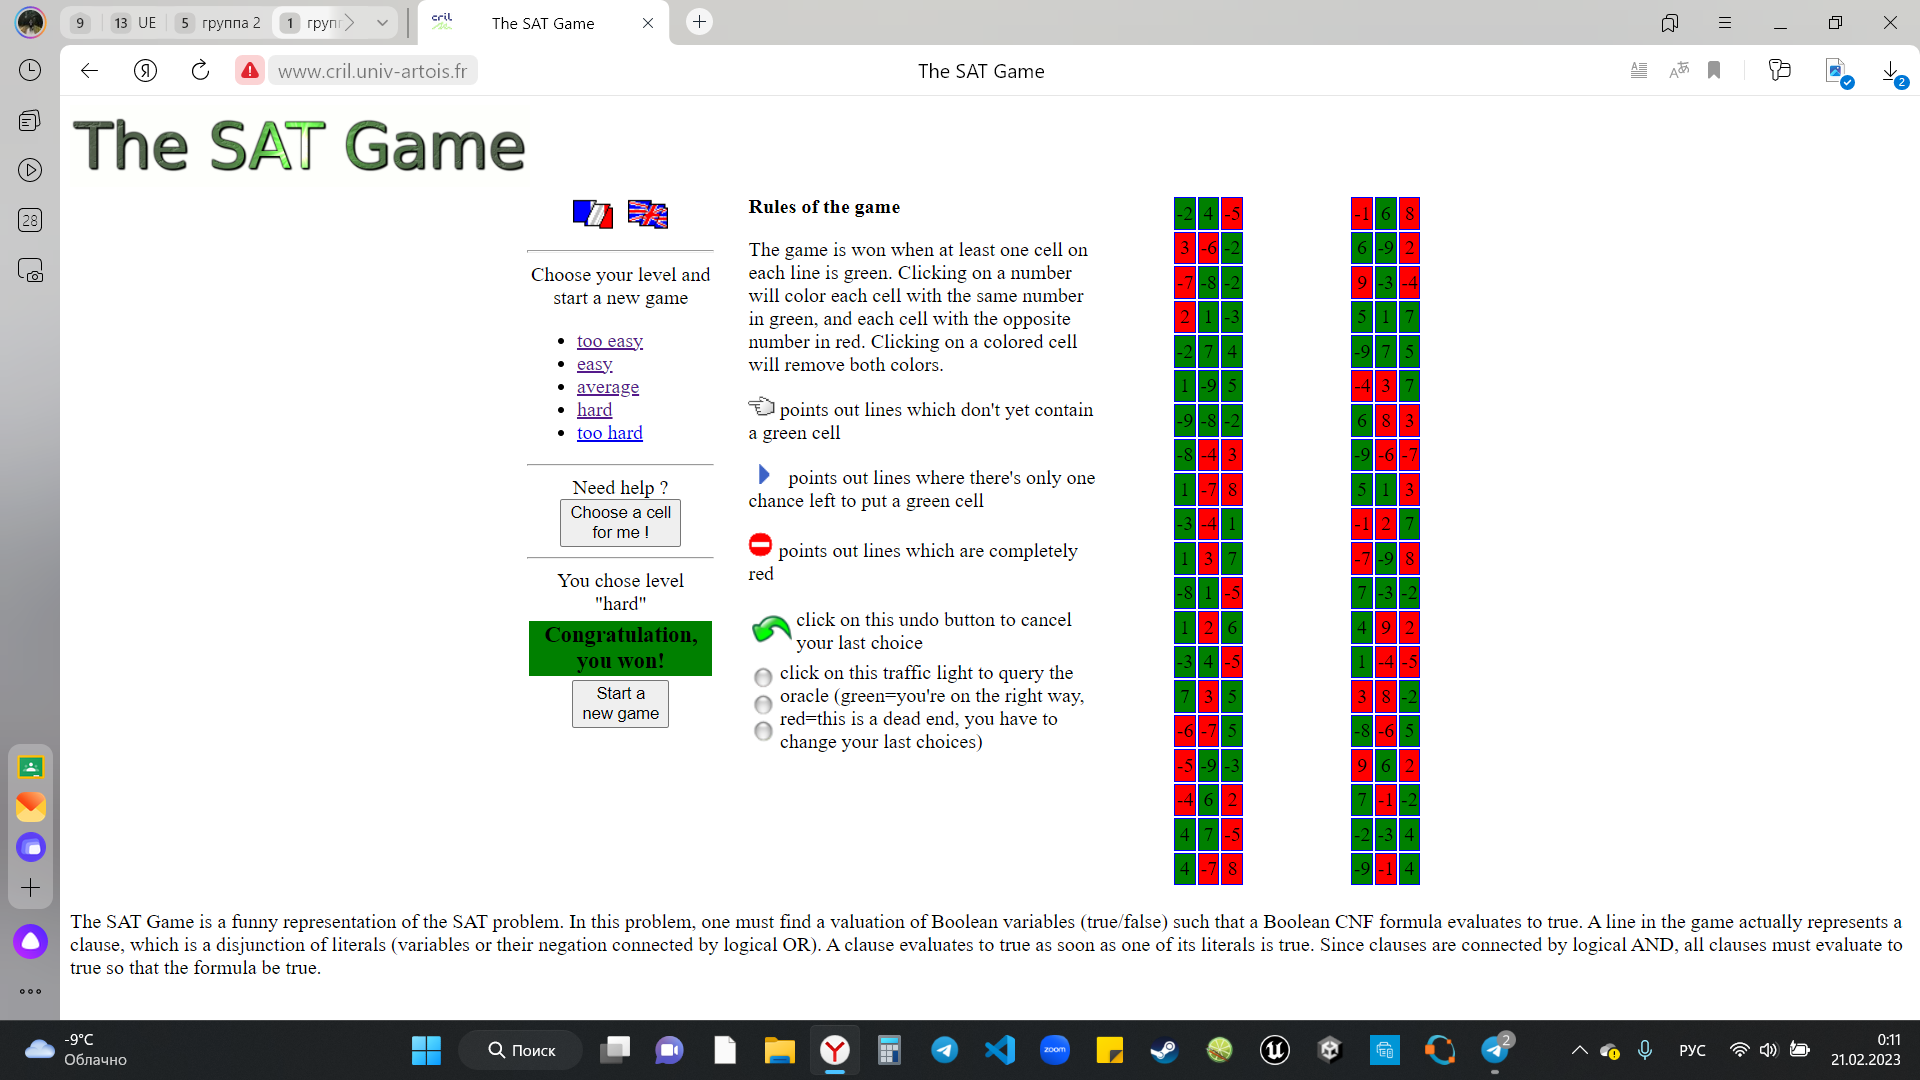 9
13 UE
5 группа 2
1 груп
The SAT Game
www.cril.univ-artois.fr
The SAT Game
2
28
The SAT Game
Choose your level and
start a new game
too easy
easy
average
hard
too hard
Need help ?
Choose a cell
for me !
You chose level
"hard"
Congratulation,
you won!
Start a
new game
Rules of the game
The game is won when at least one cell on
each line is green. Clicking on a number
will color each cell with the same number
in green, and each cell with the opposite
number in red. Clicking on a colored cell
will remove both colors.
points out lines which don't yet contain
a green cell
points out lines where there's only one
chance left to put a green cell
points out lines which are completely
red
click on this undo button to cancel
your last choice
click on this traffic light to query the
oracle (green=you're on the right way,
red=this is a dead end, you have to
change your last choices)
-2 4 -5
3 -6 -2
-7 -8 -2
2 1 -3
-2 7 4
1 -9 5
-9 -8 -2
-8 -4 3
1 -7 8
-3 -4 1
1 3 7
-8 1 -5
1 2 6
-3 4 -5
7 3 5
-6 -7 5
-5 -9 -3
-4 6 2
4 7 -5
4 -7 8
-1 6 8
6 -9 2
9 -3 -4
5 1 7
-9 7 5
-4 3 7
6 8 3
-9 -6 -7
5 1 3
-1 2 7
-7 -9 8
7 -3 -2
4 9 2
1 -4 -5
3 8 -2
-8 -6 5
9 6 2
7 -1 -2
-2 -3 4
-9 -1 4
The SAT Game is a funny representation of the SAT problem. In this problem, one must find a valuation of Boolean variables (true/false) such that a Boolean CNF formula evaluates to true. A line in the game actually represents a
clause, which is a disjunction of literals (variables or their negation connected by logical OR). A clause evaluates to true as soon as one of its literals is true. Since clauses are connected by logical AND, all clauses must evaluate to
true so that the formula be true.
-9°C
Облачно
Поиск
zoom
2
РУС
0:11
21.02.2023